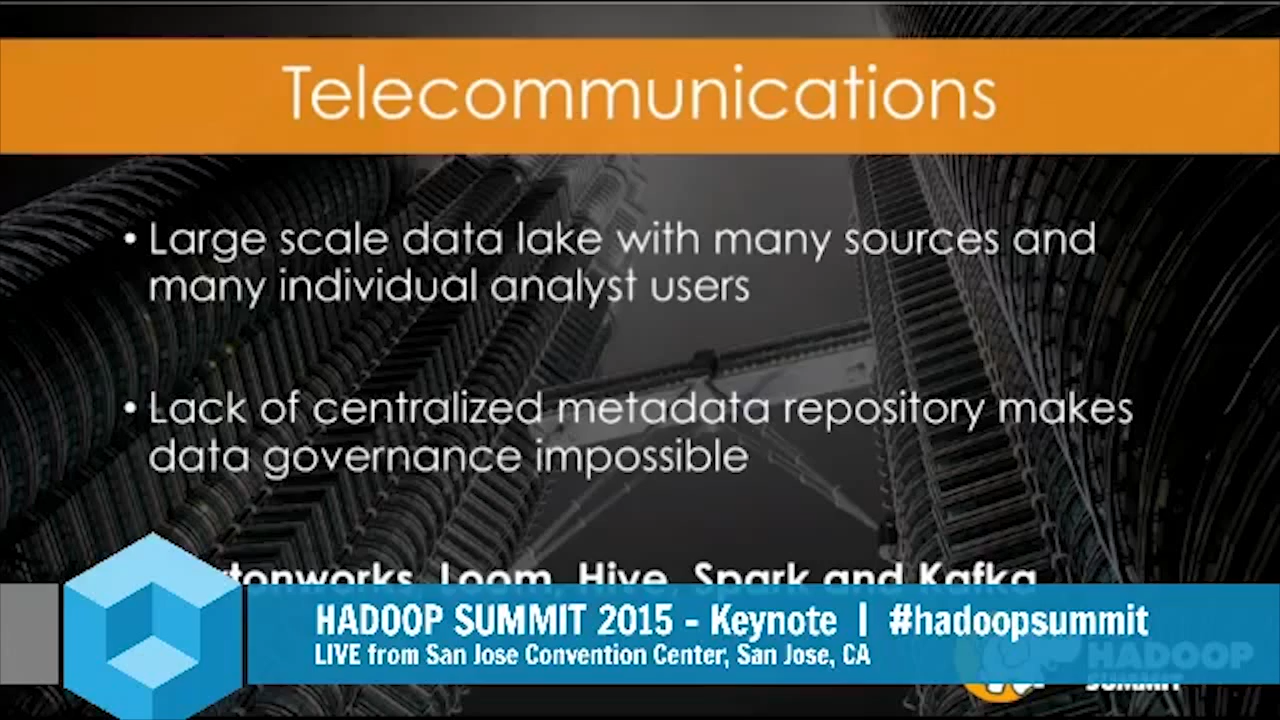 Telecommunications
• Large scale data lake with many sources and
many individual analyst users
• Lack of centralized metadata repository makes
data governance impossible
Loom, Hive, Spark and Kafka
HADOOP SUMMIT 2015 - Keynote | #hadoopsummit
LIVE from San Jose Convention Center, San Jose, CA
HADOOP
SUMMIT